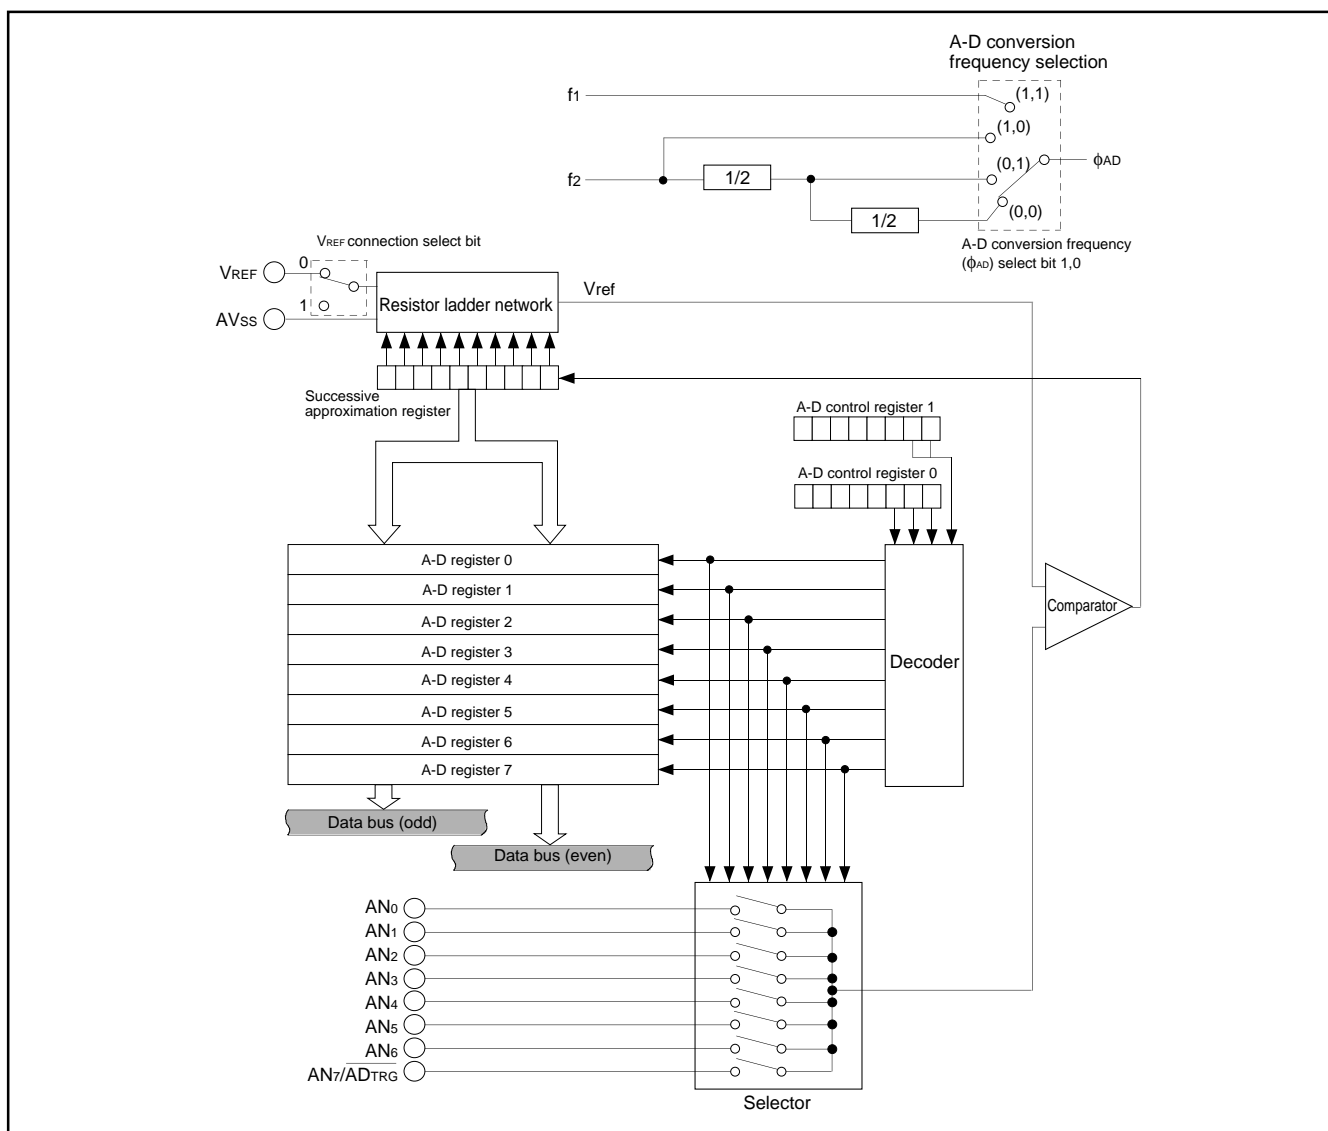 A-D conversion
frequency selection
f1
(1,1)
(1,0)
(0,1)
ϕAD
f2
1/2
1/2
(0,0)
A-D conversion frequency
(ϕAD) select bit 1,0
VREF connection select bit
VREF
0
1
AVSS
Resistor ladder network
Vref
Successive
approximation register
A-D control register 1
A-D control register 0
A-D register 0
A-D register 1
A-D register 2
A-D register 3
A-D register 4
A-D register 5
A-D register 6
A-D register 7
Decoder
Comparator
Data bus (odd)
Data bus (even)
AN0
AN1
AN2
AN3
AN4
AN5
AN6
AN7/ADTRG
Selector